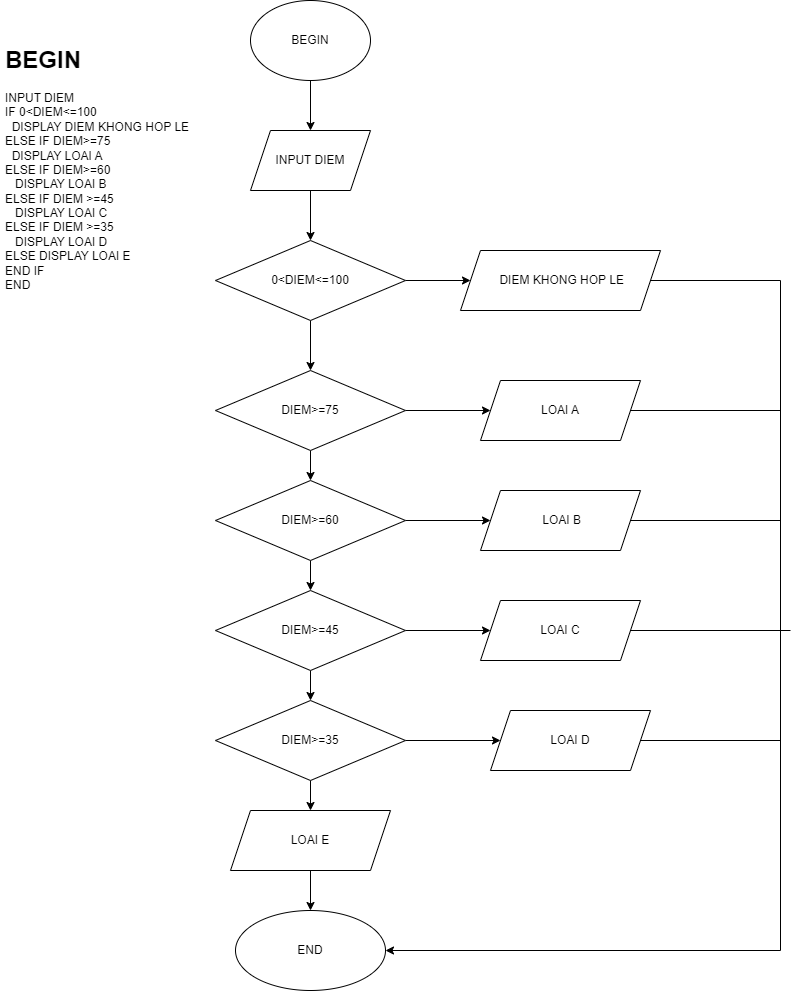 BEGIN
INPUT DIEM
IF 0<DIEM<=100
DISPLAY DIEM KHONG HOP LE
ELSE IF DIEM>=75
DISPLAY LOAI A
ELSE IF DIEM>=60
DISPLAY LOAI B
ELSE IF DIEM >=45
DISPLAY LOAI C
ELSE IF DIEM >=35
DISPLAY LOAI D
ELSE DISPLAY LOAI E
END IF
END
BEGIN
INPUT DIEM
0<DIEM<=100
DIEM KHONG HOP LE
DIEM>=75
LOAI A
DIEM>=60
LOAI B
DIEM>=45
LOAI C
DIEM>=35
LOAI D
LOAI E
END